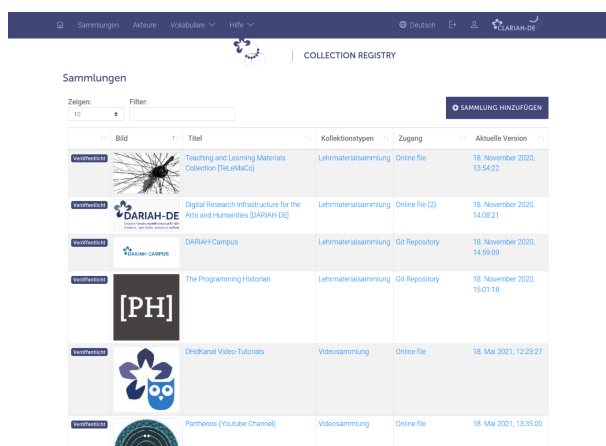 Sammlungen Akteure Vokabulare Hilfe Deutsch CLARIAH-DE
COLLECTION REGISTRY
Sammlungen
Zeigen: Filter:
10
SAMMLUNG HINZUFÜGEN
Bild Titel Kollektionstypen Zugang Aktuelle Version
Veröffentlicht Teaching and Learning Materials Lehrmaterialsammlung Online file 18. November 2020,
Collection [TeLeMaCo] 13:54:22
Veröffentlicht DARIAH-DE Digital Research Infrastructure for the Lehrmaterialsammlung Online file (2) 18. November 2020,
Arts and Humanities [DARIAH-DE] 14:08:21
Veröffentlicht DARIAH-CAMPUS DARIAH-Campus Lehrmaterialsammlung Git Repository 18. November 2020,
14:59:09
Veröffentlicht [PH] The Programming Historian Lehrmaterialsammlung Git Repository 18. November 2020,
15:01:18
Veröffentlicht DHdKanal Video-Tutorials Videosammlung Online file 18. Mai 2021, 12:23:27
Veröffentlicht Parthenos (Youtube Channel) Videosammlung Online file 18. Mai 2021, 13:35:00